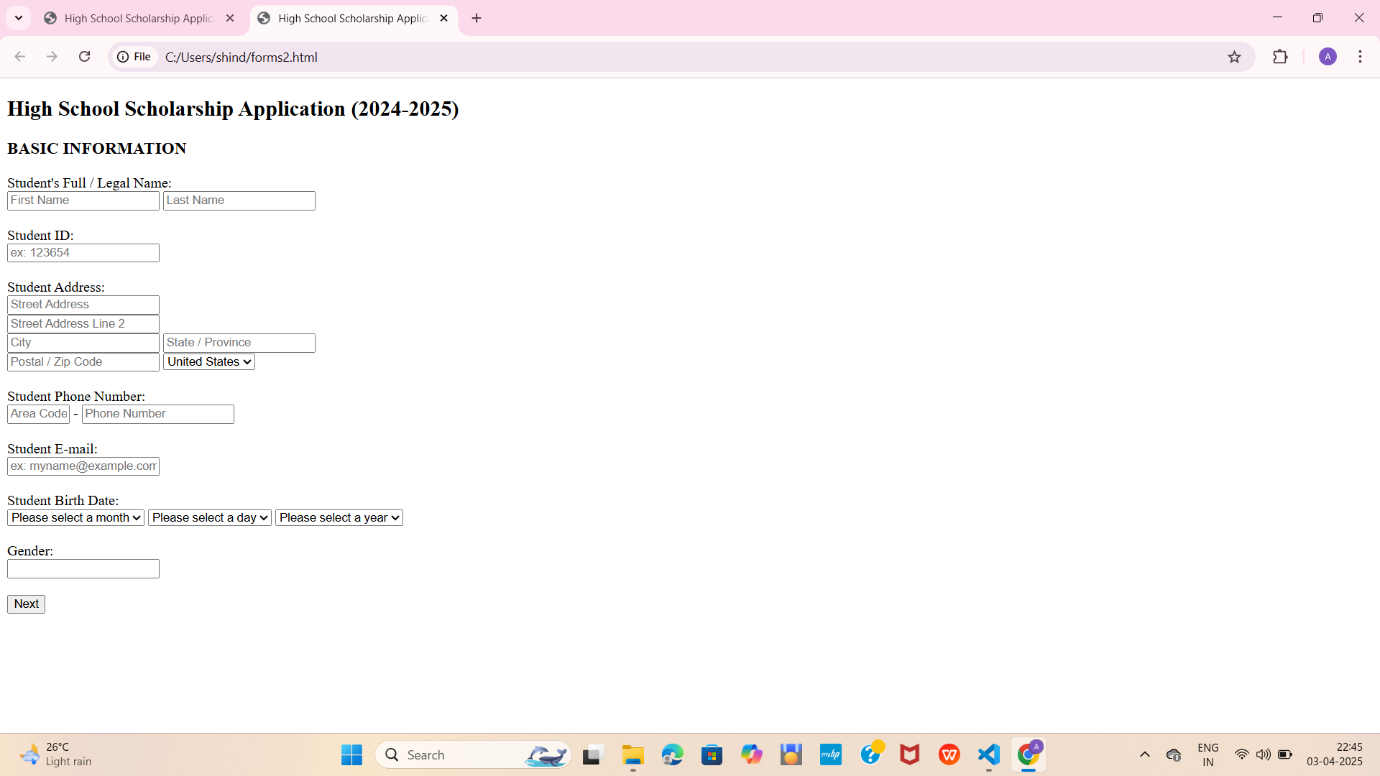 High School Scholarship Applic
High School Scholarship Applic
File C:/Users/shind/forms2.html A
High School Scholarship Application (2024-2025)
BASIC INFORMATION
Student's Full / Legal Name:
First Name Last Name
Student ID:
ex: 123654
Student Address:
Street Address
Street Address Line 2
City State / Province
Postal / Zip Code United States
Student Phone Number:
Area Code - Phone Number
Student E-mail:
ex: myname@example.com
Student Birth Date:
Please select a month Please select a day Please select a year
Gender:
Next
26°C
Light rain
Search
myhp
W
A
ENG
IN
22:45
03-04-2025